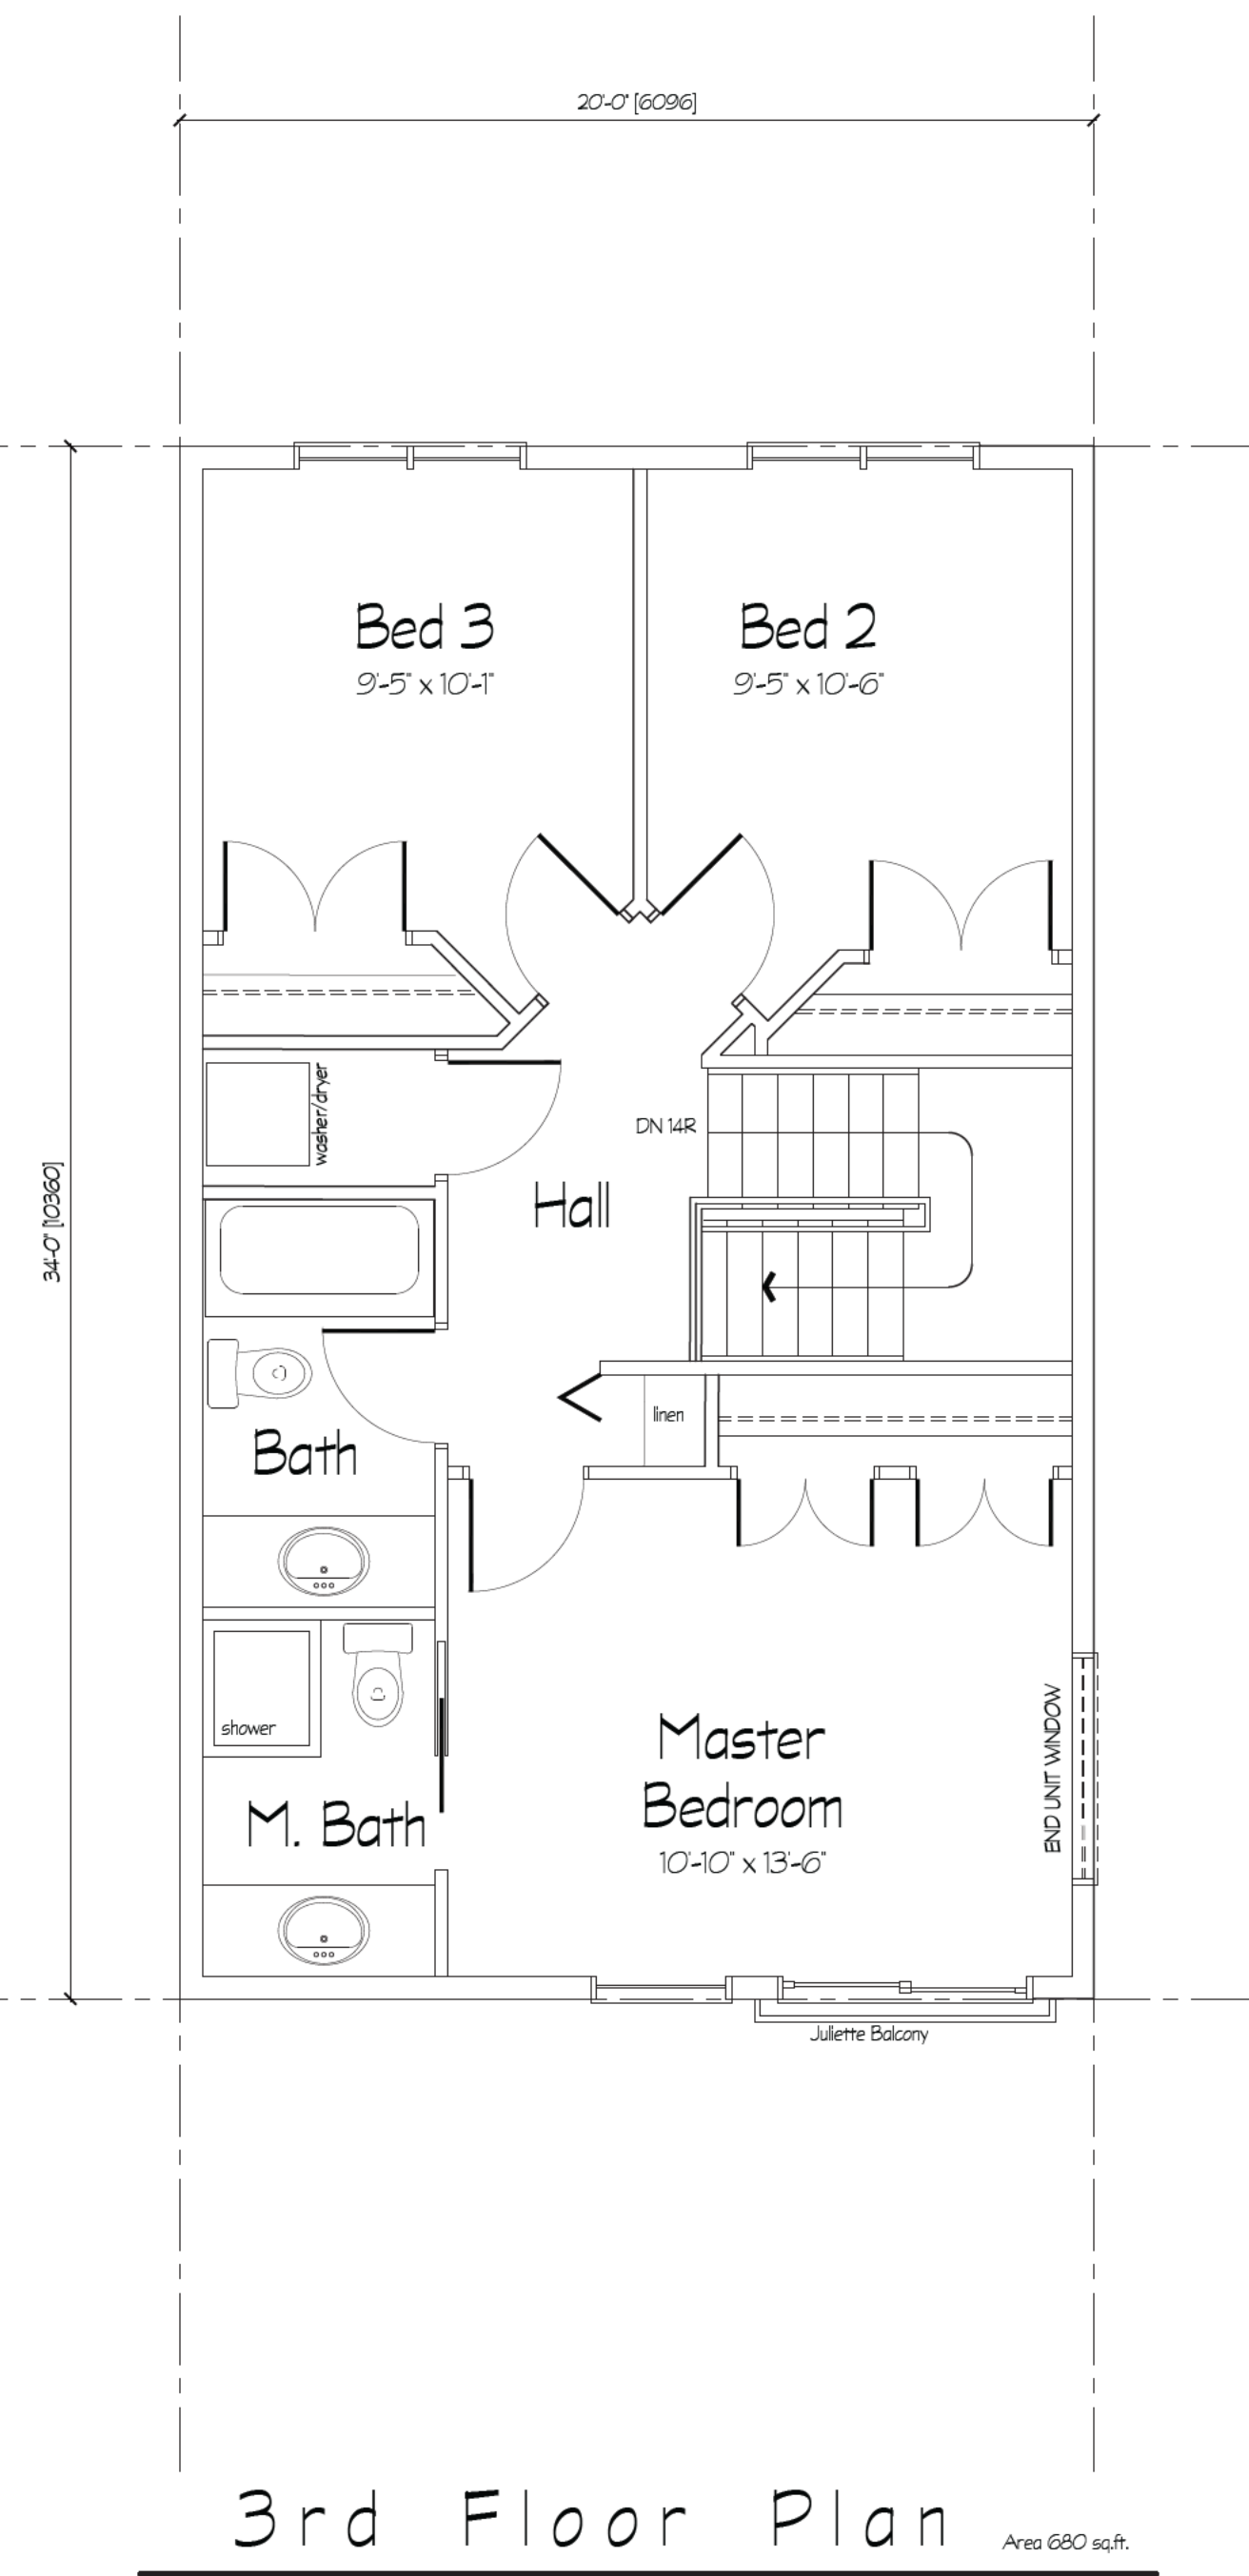 20'-0" [6096]
Bed 3
9'-5" x 10'-1"
Bed 2
9'-5" x 10'-6"
washer/dryer
DN 14R
34'-0" [10360]
Hall
linen
Bath
shower
M. Bath
Master
Bedroom
10'-10" x 13'-6"
END UNIT WINDOW
Juliette Balcony
3rd Floor Plan
Area 680 sq.ft.